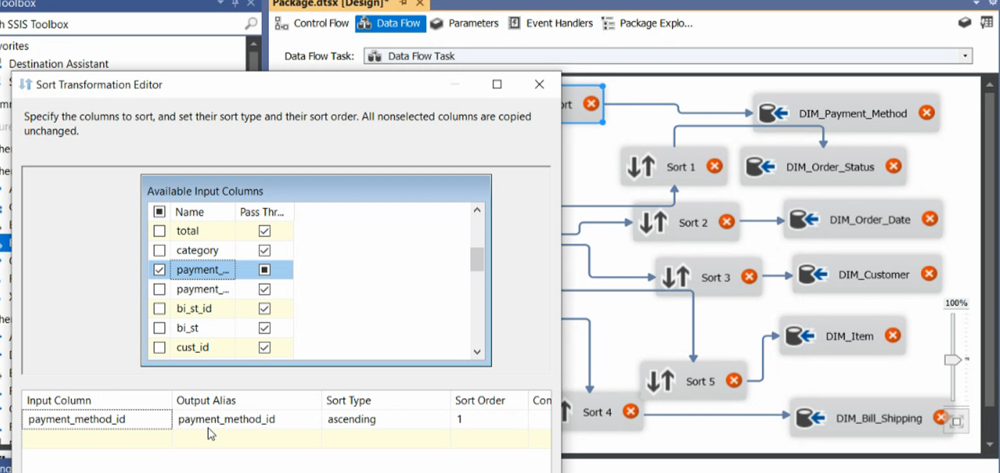 oolbox
Package.dtsx [Design]*
h SSIS Toolbox
Control Flow
Data Flow
Parameters
Event Handlers
Package Explo...
vorites
Data Flow Task:
Data Flow Task
Destination Assistant
Sort Transformation Editor
Specify the columns to sort, and set their sort type and their sort order. All nonselected columns are copied
unchanged.
Available Input Columns
Name
Pass Thr...
total
category
payment_...
payment_...
bi_st_id
bi_st
cust_id
Input Column
Output Alias
Sort Type
Sort Order
Con
payment_method_id
payment_method_id
ascending
1
ort
DIM_Payment_Method
Sort 1
DIM_Order_Status
Sort 2
DIM_Order_Date
Sort 3
DIM_Customer
100%
DIM_Item
Sort 5
Sort 4
DIM_Bill_Shipping